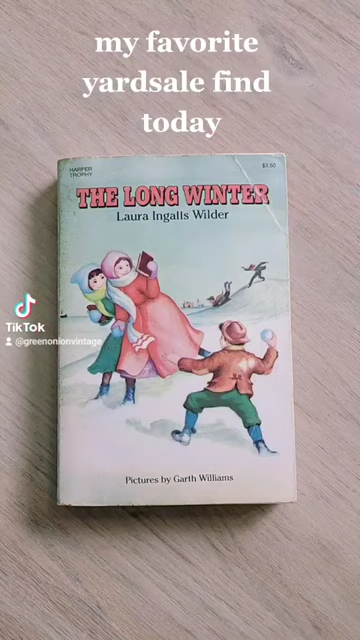 my favorite
yardsale find
today
HARPER
TROPHY
$3.50
THE LONG WINTER
Laura Ingalls Wilder
TikTok
@greenonionvintage
Pictures by Garth Williams